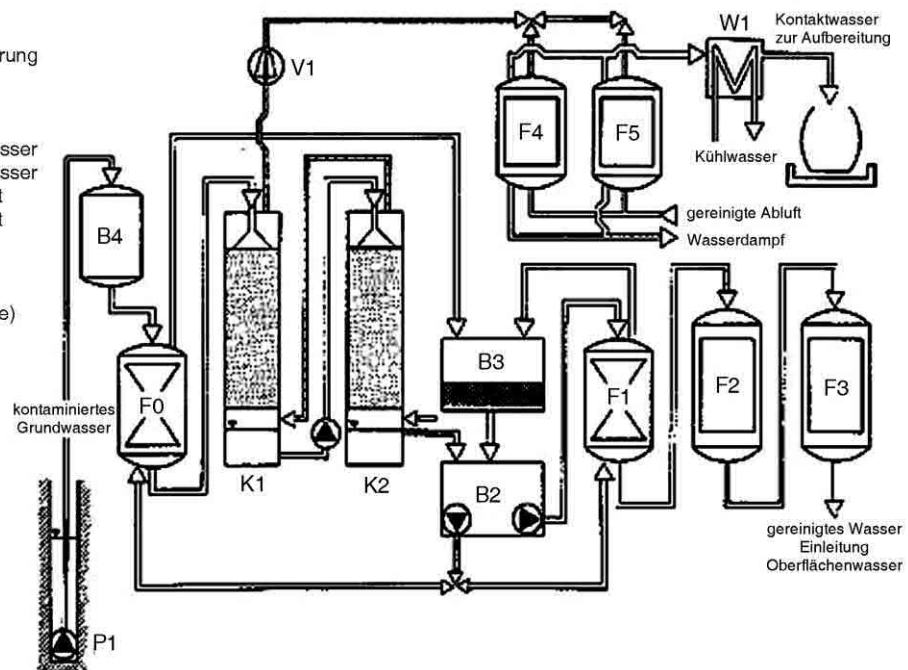 rung
sser
sser
t
t
e)
V1
W1
Kontaktwasser
zur Aufbereitung
F4
F5
Kühlwasser
gereinigte Abluft
Wasserdampf
B4
F0
kontaminiertes
Grundwasser
K1
K2
B3
B2
F1
F2
F3
gereinigtes Wasser
Einleitung
Oberflächenwasser
P1